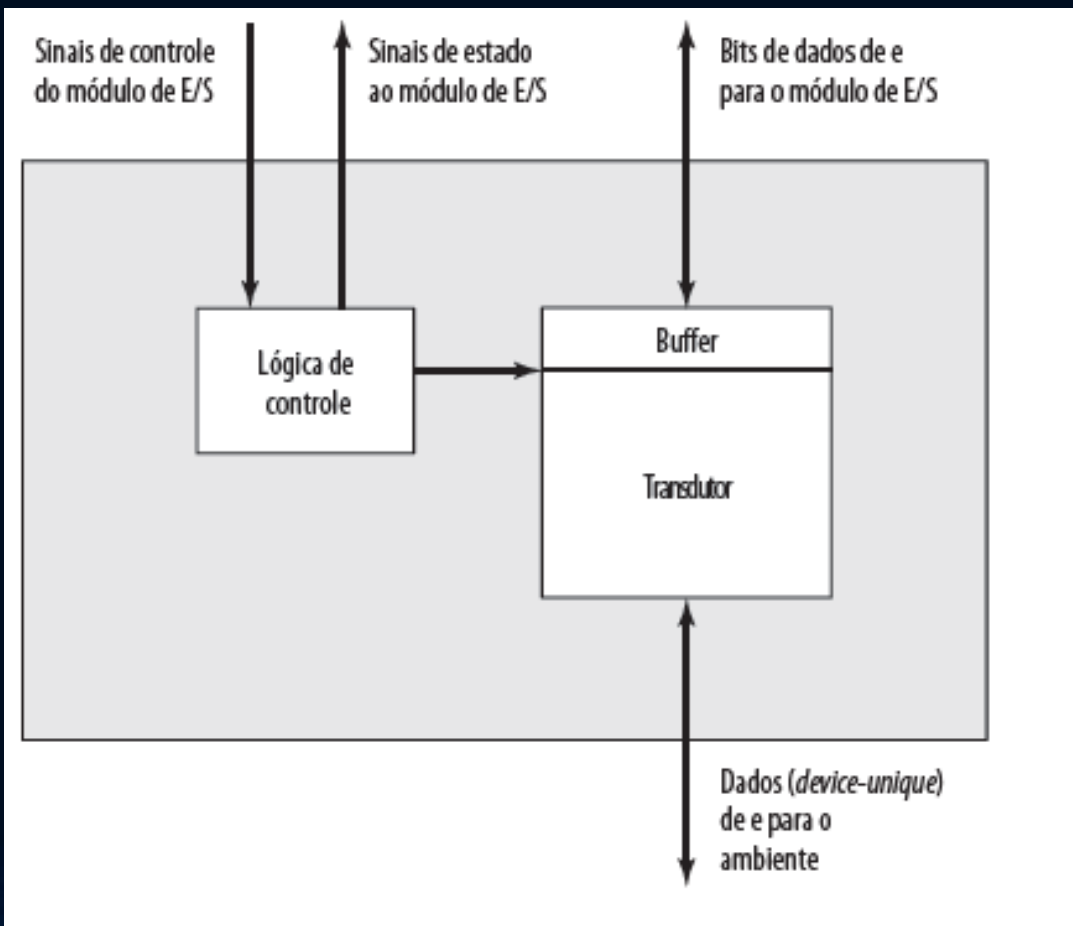 Sinais de controle
do módulo de E/S
Sinais de estado
ao módulo de E/S
Bits de dados de e
para o módulo de E/S
Lógica de
controle
Buffer
Transdutor
Dados (device-unique)
de e para o
ambiente